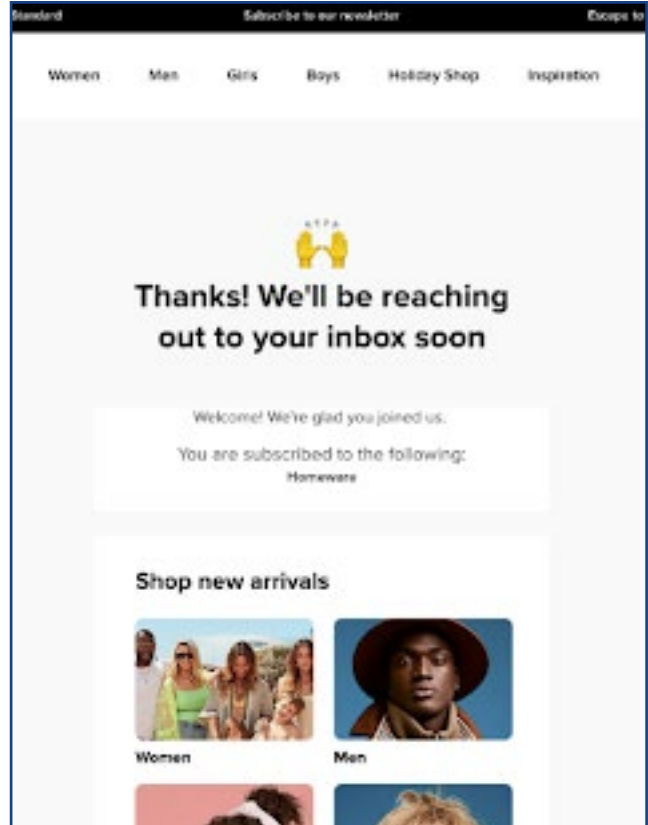 Standard Subscribe to our newsletter Escape to
Women Men Girls Boys Holiday Shop Inspiration
Thanks! We'll be reaching
out to your inbox soon
Welcome! We're glad you joined us.
You are subscribed to the following:
Homeware
Shop new arrivals
Women Men